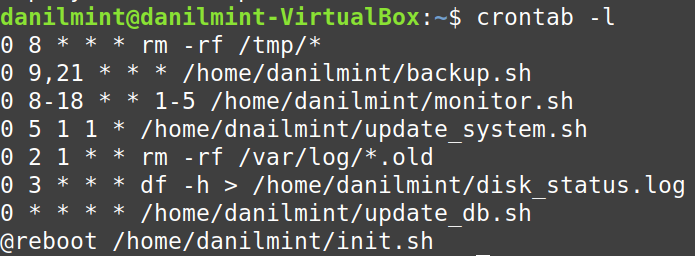 danilmint@danilmint-VirtualBox:~$ crontab -l
0 8 * * * rm -rf /tmp/*
0 9,21 * * * /home/danilmint/backup.sh
0 8-18 * * 1-5 /home/danilmint/monitor.sh
0 5 1 1 * /home/dnailmint/update_system.sh
0 2 1 * * rm -rf /var/log/*.old
0 3 * * * df -h > /home/danilmint/disk_status.log
0 * * * * /home/danilmint/update_db.sh
@reboot /home/danilmint/init.sh